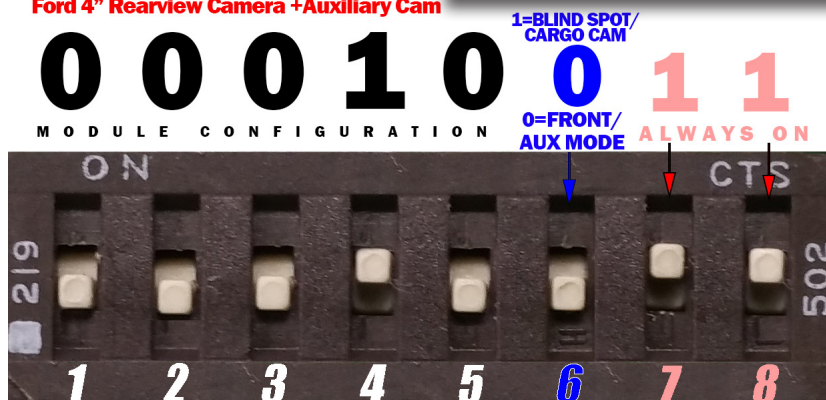 Ford 4” Rearview Camera +Auxiliary Cam
1=BLIND SPOT/
CARGO CAM
0 0 0 1 0 0 1 1
MODULE CONFIGURATION
0=FRONT/
AUX MODE
ALWAYS ON
ON
CTS
219
502
1 2 3 4 5 6 7 8